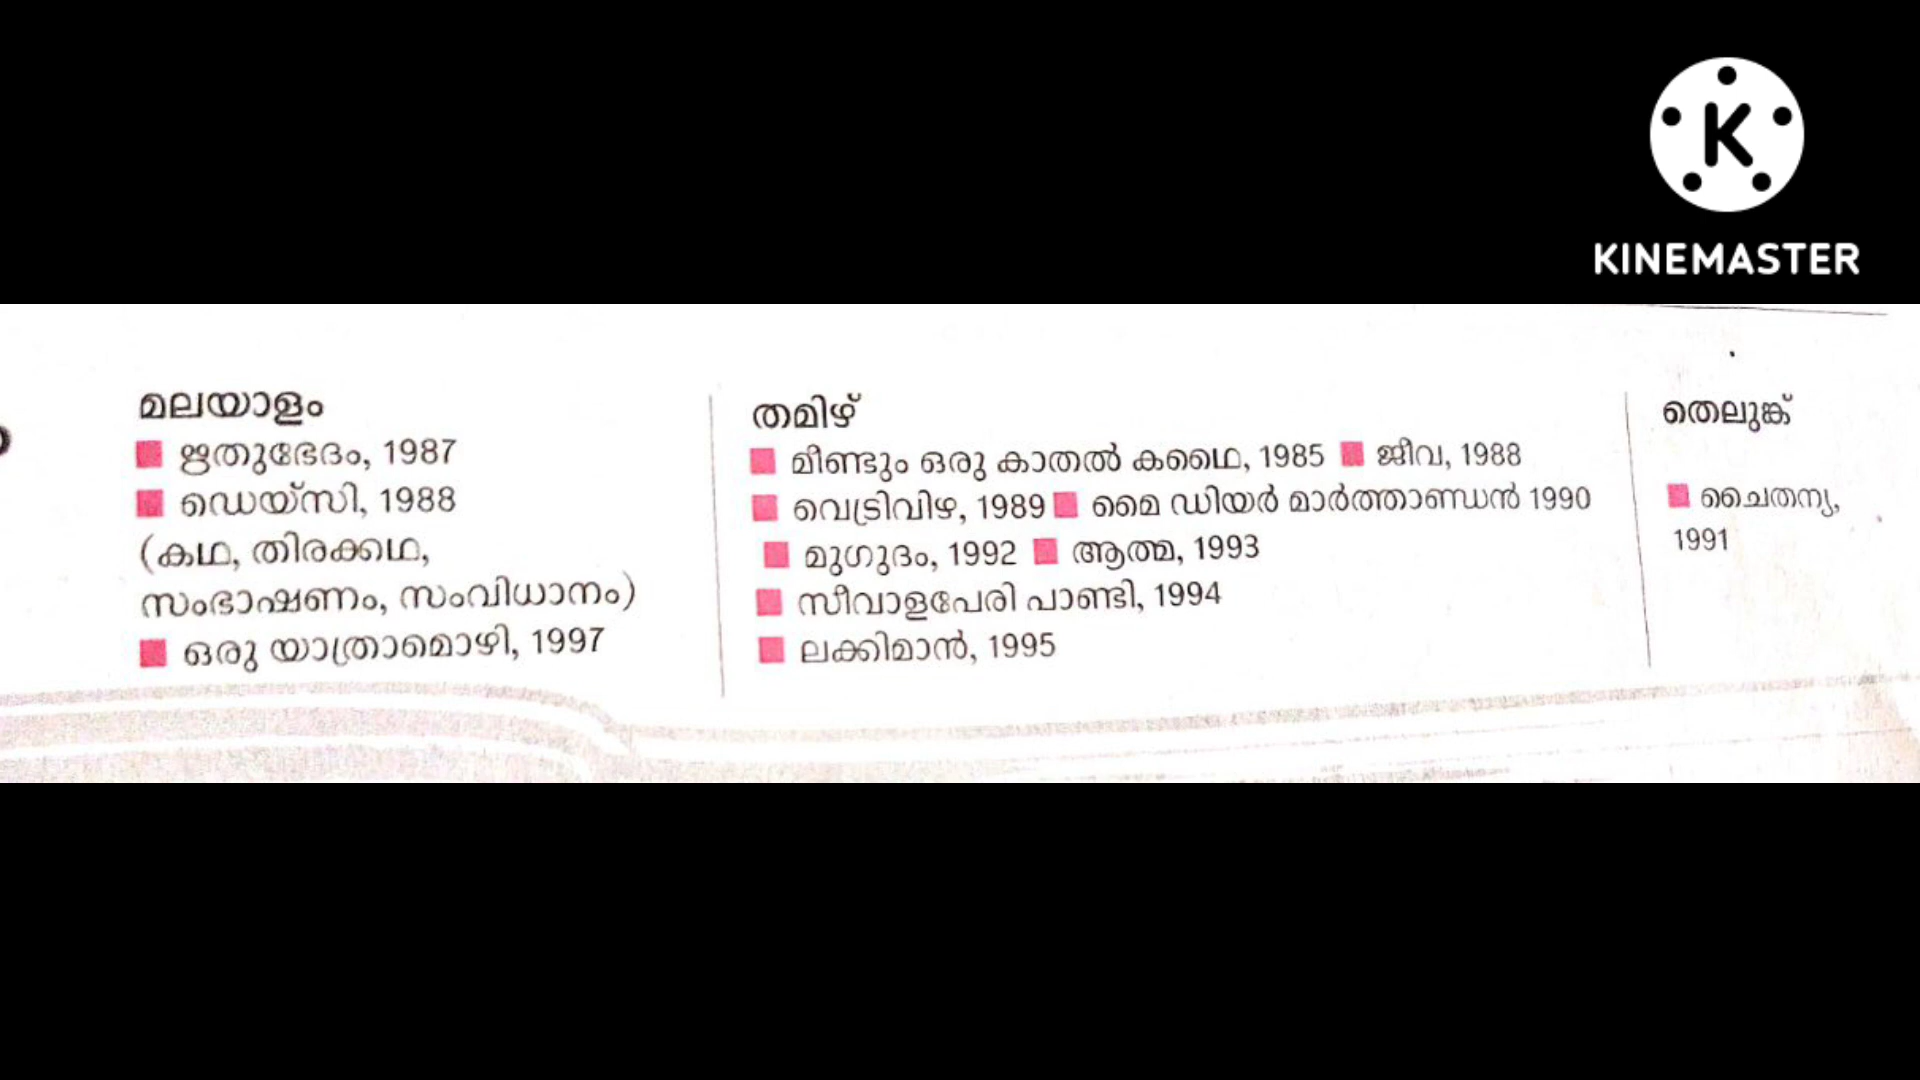 KINEMASTER
മലയാളം
ഋതുഭേദം, 1987
ഡെയ്സി, 1988
(കഥ, തിരക്കഥ,
സംഭാഷണം, സംവിധാനം)
ഒരു യാത്രാമൊഴി, 1997
തമിഴ്
മീണ്ടും ഒരു കാതൽ കഥൈ, 1985 ജീവ, 1988
വെട്രിവിഴ, 1989 മൈ ഡിയർ മാർത്താണ്ഡൻ 1990
മുഗുദം, 1992 ആത്മ, 1993
സീവാളപേരി പാണ്ടി, 1994
ലക്കിമാൻ, 1995
തെലുങ്ക്
ചൈതന്യ,
1991